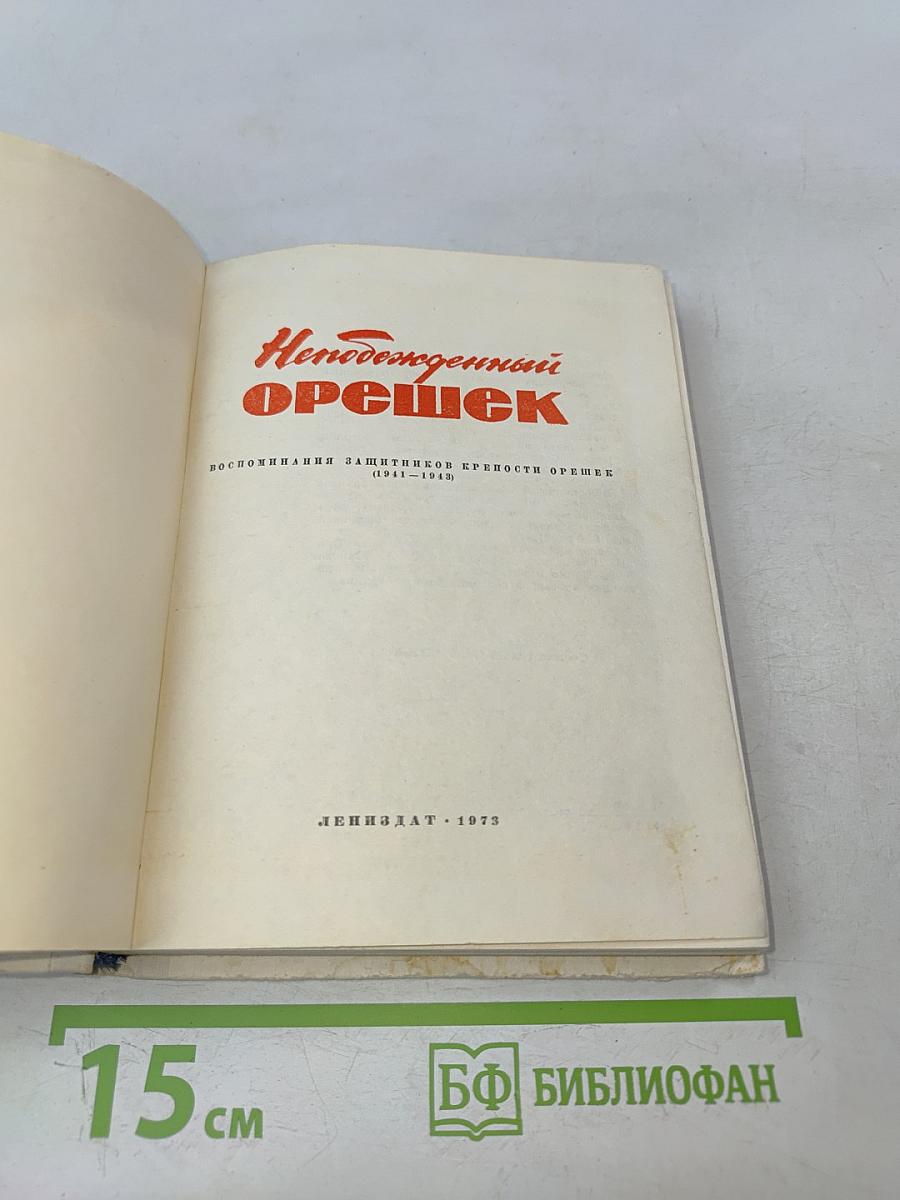 Непобежденный
ОРЕШЕК
ВОСПОМИНАНИЯ ЗАЩИТНИКОВ КРЕПОСТИ ОРЕШЕК
(1941—1943)
ЛЕНИЗДАТ · 1973
15 см
БФ БИБЛИОФАН